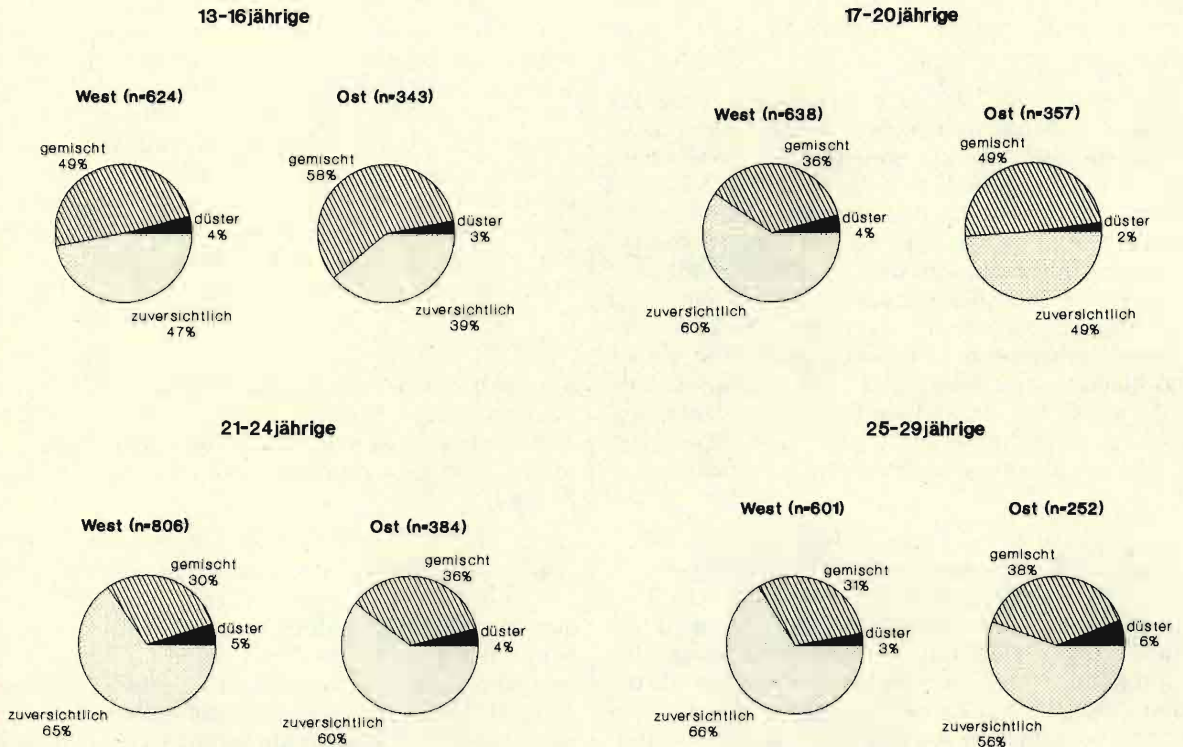 13-16jährige
West (n=624)
gemischt
49%
düster
4%
zuversichtlich
47%
Ost (n=343)
gemischt
58%
düster
3%
zuversichtlich
39%
17-20jährige
West (n=638)
gemischt
36%
düster
4%
zuversichtlich
60%
Ost (n=357)
gemischt
49%
düster
2%
zuversichtlich
49%
21-24jährige
West (n=806)
gemischt
30%
düster
5%
zuversichtlich
65%
Ost (n=384)
gemischt
36%
düster
4%
zuversichtlich
60%
25-29jährige
West (n=601)
gemischt
31%
düster
3%
zuversichtlich
66%
Ost (n=252)
gemischt
38%
düster
6%
zuversichtlich
56%